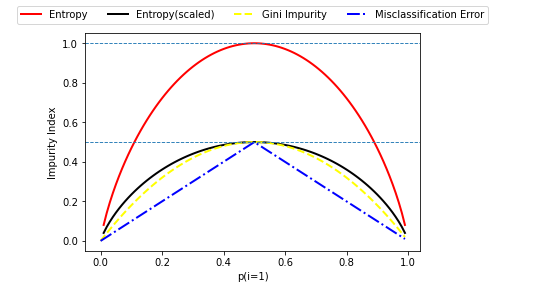 Entropy Entropy(scaled) Gini Impurity Misclassification Error
1.0
0.8
0.6
0.4
0.2
0.0
Impurity Index
0.0 0.2 0.4 0.6 0.8 1.0
p(i=1)